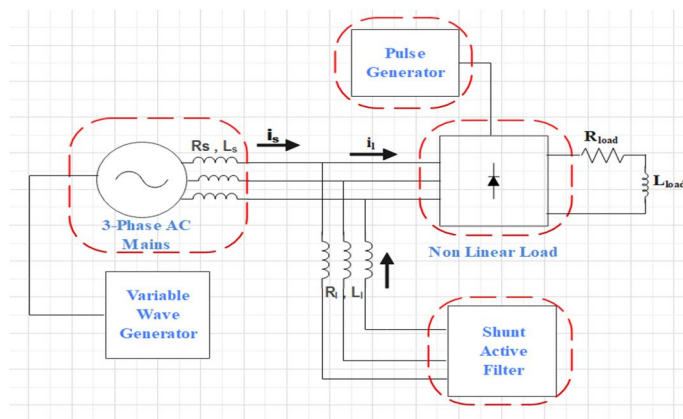 Pulse
Generator
Rs , Ls
is
il
Rload
Lload
3-Phase AC
Mains
Non Linear Load
Rl , Ll
Variable
Wave
Generator
Shunt
Active
Filter